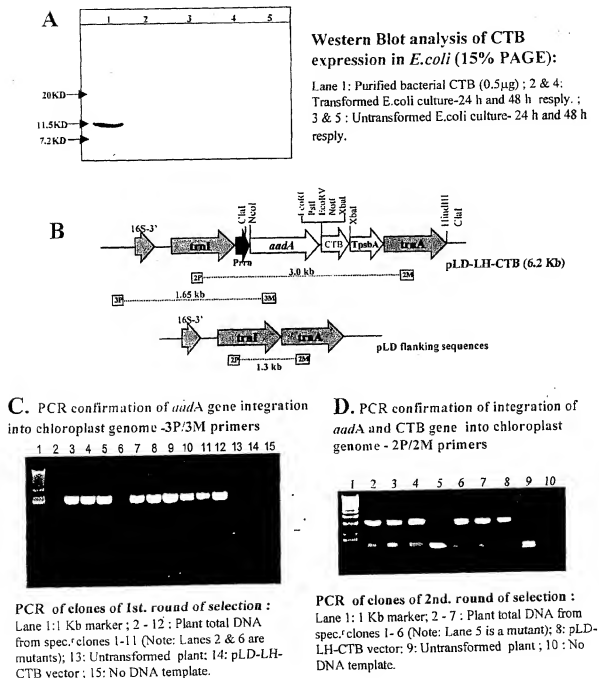 A
1 2 3 4 5
20KD
11.5KD
7.2KD
Western Blot analysis of CTB
expression in E.coli (15% PAGE):
Lane 1: Purified bacterial CTB (0.5µg) ; 2 & 4:
Transformed E.coli culture-24 h and 48 h resply. ;
3 & 5 : Untransformed E.coli culture- 24 h and 48 h
resply.
B
16S-3'
ClaI
NcoI
EcoRI
PstI
EcoRV
NotI
XbaI
XbaI
HindIII
ClaI
trnI
Prrn
aadA
CTB
TpsbA
trnA
pLD-LH-CTB (6.2 Kb)
2P 3.0 kb 2M
3P 1.65 kb 3M
16S-3'
trnI trnA
pLD flanking sequences
2P 2M
1.3 kb
C. PCR confirmation of aadA gene integration
into chloroplast genome -3P/3M primers
1 2 3 4 5 6 7 8 9 10 11 12 13 14 15
PCR of clones of 1st. round of selection :
Lane 1:1 Kb marker ; 2 - 12 : Plant total DNA
from spec.r clones 1-11 (Note: Lanes 2 & 6 are
mutants); 13: Untransformed plant; 14: pLD-LH-
CTB vector ; 15: No DNA template.
D. PCR confirmation of integration of
aadA and CTB gene into chloroplast
genome - 2P/2M primers
1 2 3 4 5 6 7 8 9 10
PCR of clones of 2nd. round of selection :
Lane 1: 1 Kb marker; 2 - 7 : Plant total DNA from
spec.r clones 1- 6 (Note: Lane 5 is a mutant); 8: pLD-
LH-CTB vector; 9: Untransformed plant ; 10 : No
DNA template.